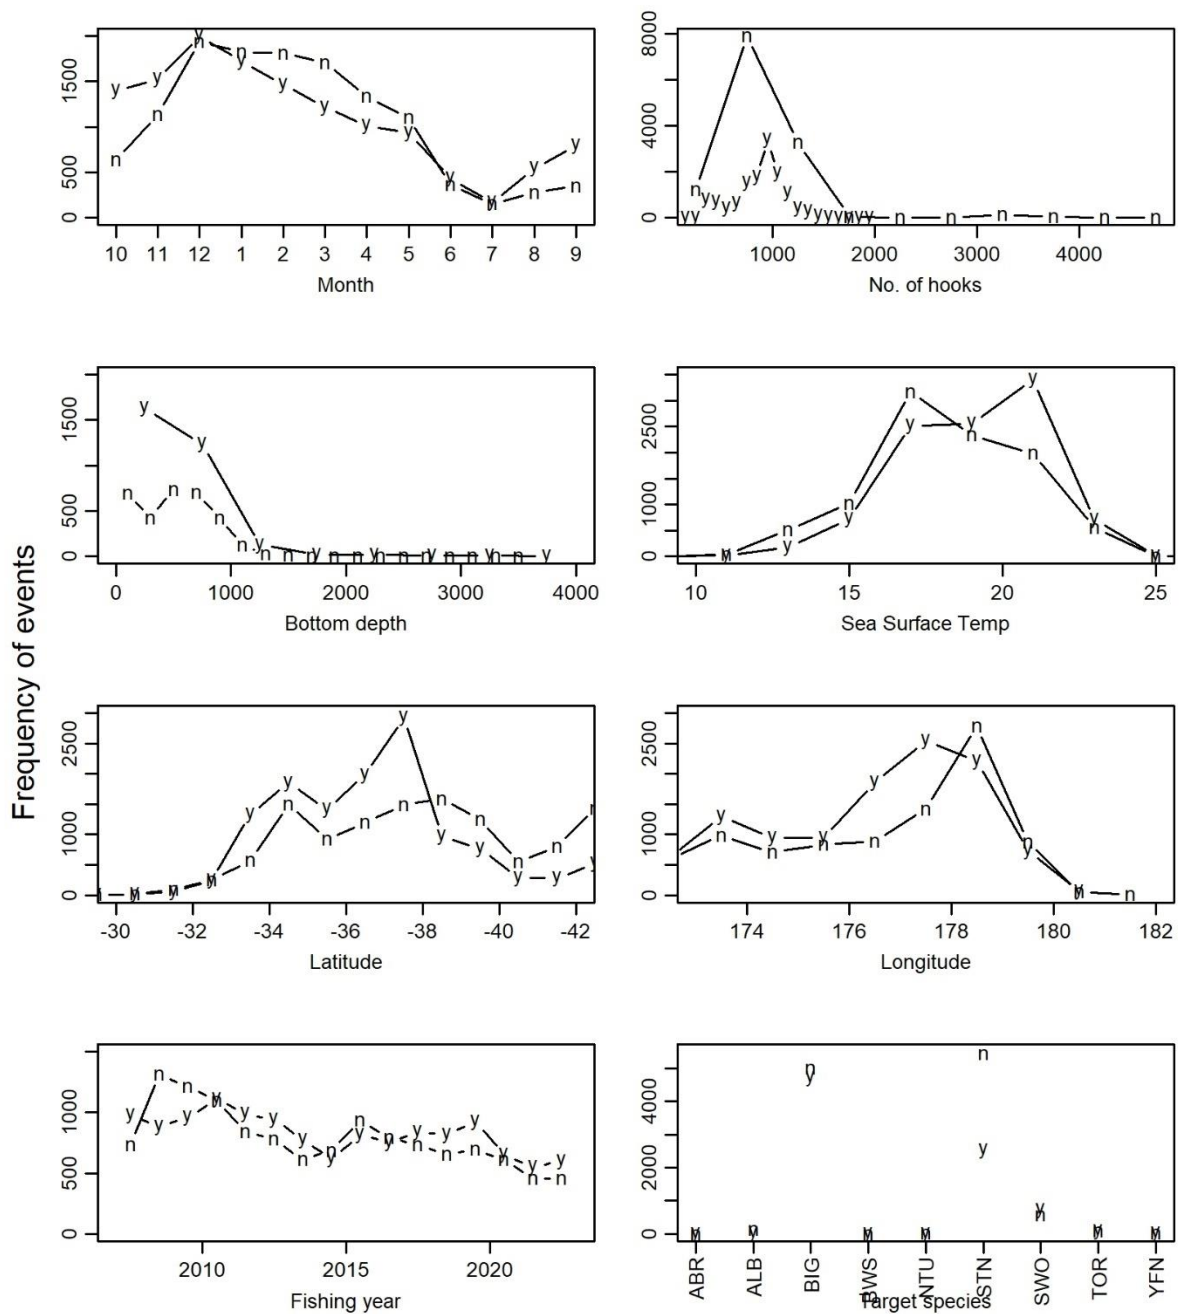 Frequency of events
0 500 1500
10 11 12 1 2 3 4 5 6 7 8 9
Month
0 4000 8000
1000 2000 3000 4000
No. of hooks
0 500 1500
0 1000 2000 3000 4000
Bottom depth
0 1000 2500
10 15 20 25
Sea Surface Temp
0 1000 2500
-30 -32 -34 -36 -38 -40 -42
Latitude
0 1000 2500
174 176 178 180 182
Longitude
0 500 1000
2010 2015 2020
Fishing year
0 2000 4000
ABR ALB BIG BWS NTU STN SWO TOR YFN
Target species